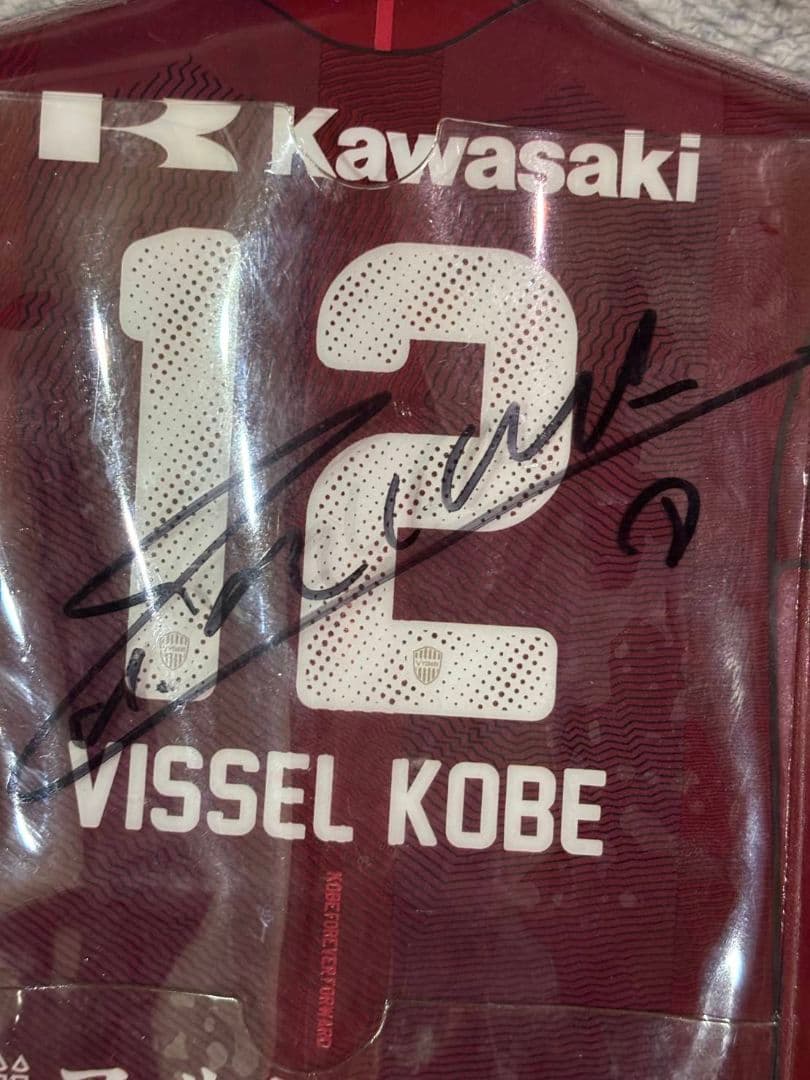 Kawasaki
12
VISSEL KOBE
KOBE FOREVER FORWARD